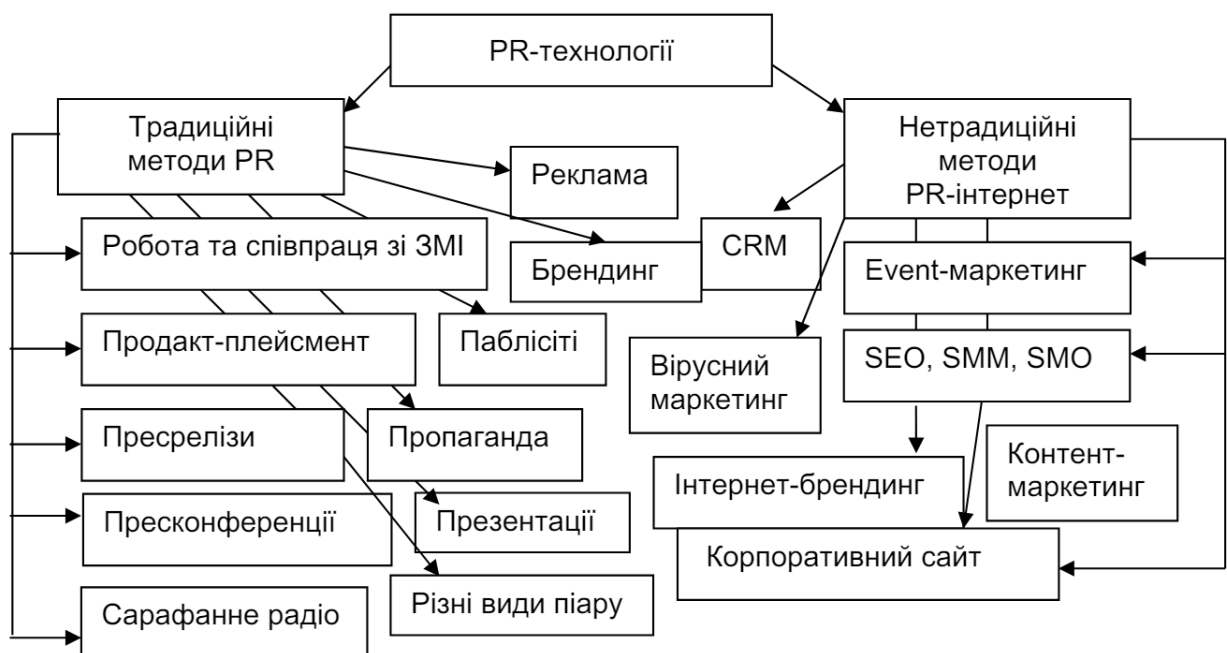 PR-технології
Традиційні
методи PR
Нетрадиційні
методи
PR-інтернет
Реклама
Робота та співпраця зі ЗМІ
Брендинг
CRM
Event-маркетинг
Продакт-плейсмент
Паблісіті
Вірусний
маркетинг
SEO, SMM, SMO
Пресрелізи
Пропаганда
Інтернет-брендинг
Контент-
маркетинг
Пресконференції
Презентації
Корпоративний сайт
Сарафанне радіо
Різні види піару